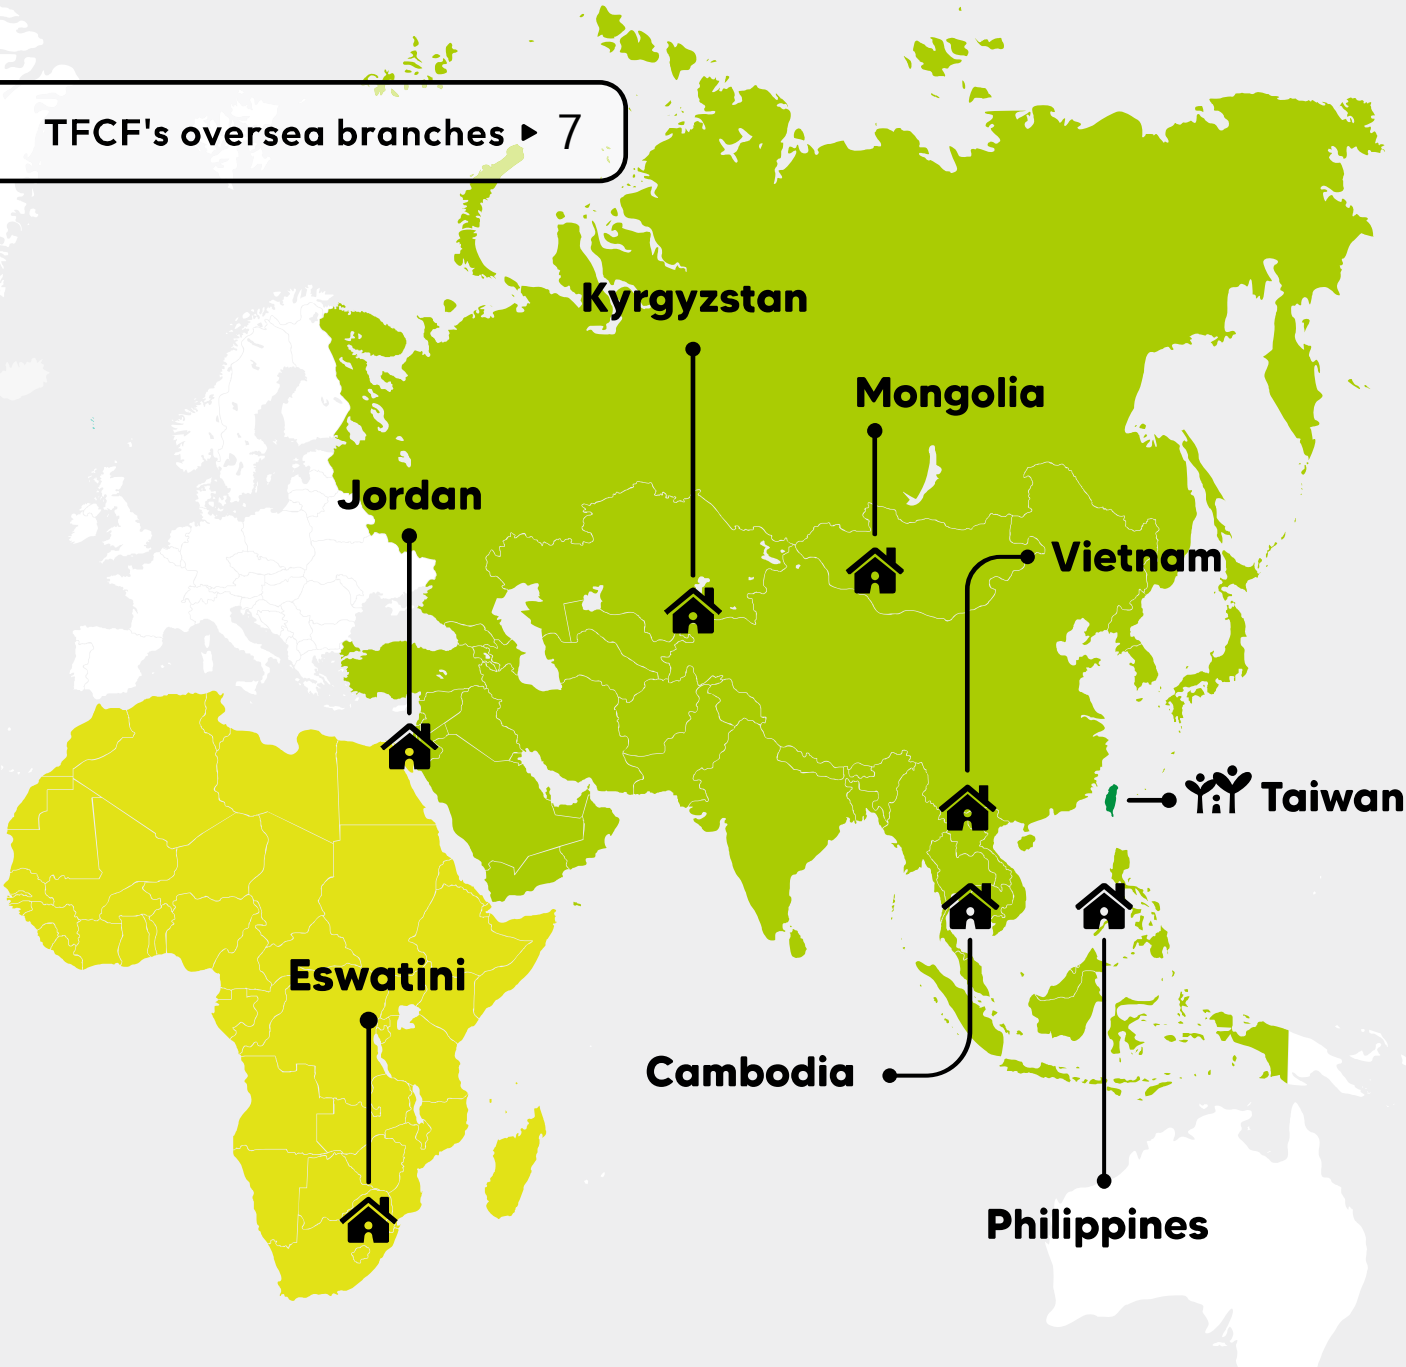 TFCF's oversea branches ▶ 7
Kyrgyzstan
Mongolia
Jordan
Vietnam
Taiwan
Eswatini
Cambodia
Philippines